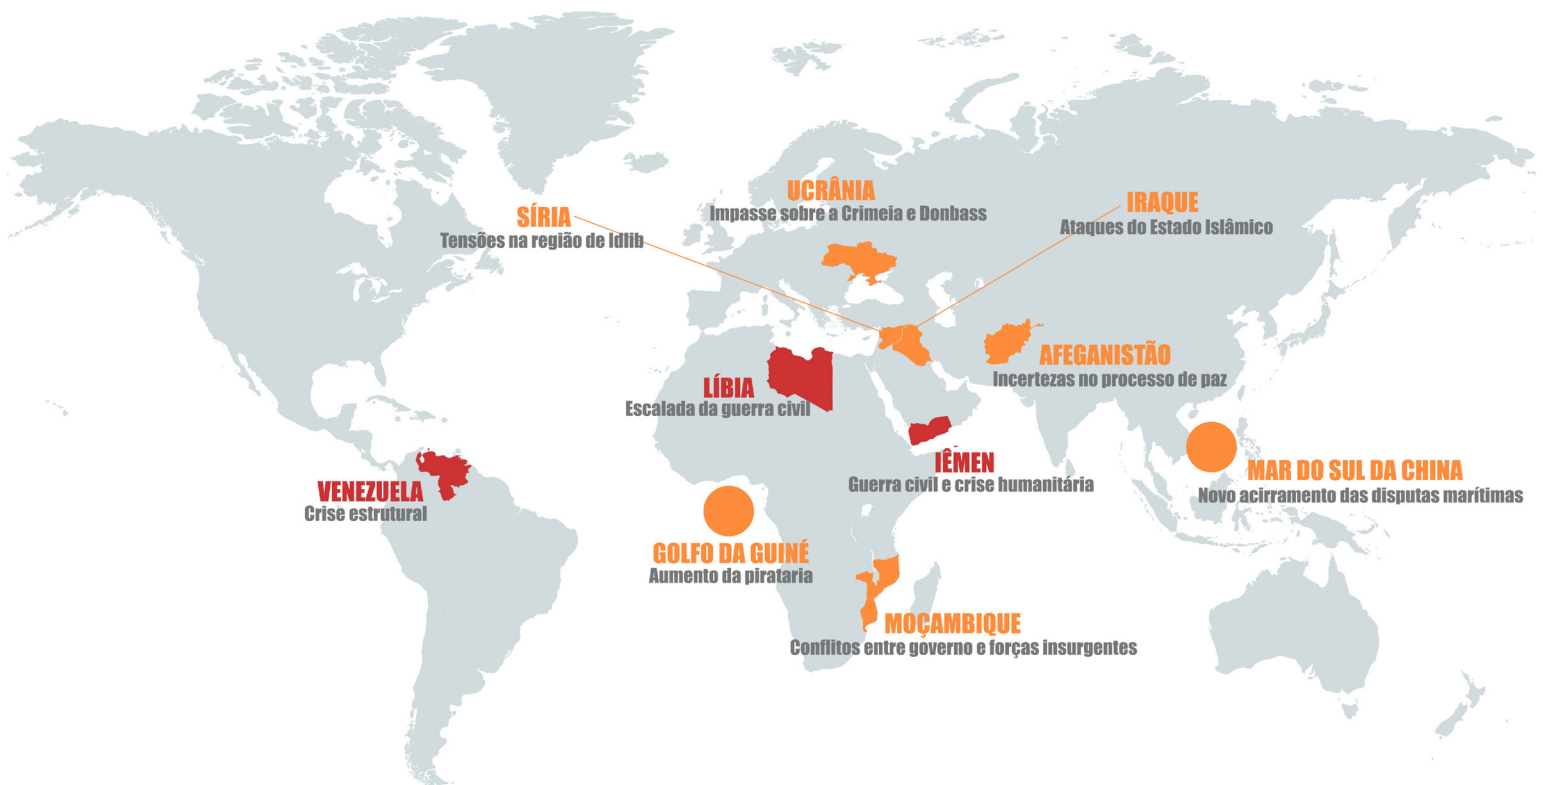 UCRÂNIA
Impasse sobre a Crimeia e Donbass
SÍRIA
Tensões na região de Idlib
IRAQUE
Ataques do Estado Islâmico
AFEGANISTÃO
Incertezas no processo de paz
LÍBIA
Escalada da guerra civil
IÊMEN
Guerra civil e crise humanitária
MAR DO SUL DA CHINA
Novo acirramento das disputas marítimas
VENEZUELA
Crise estrutural
GOLFO DA GUINÉ
Aumento da pirataria
MOÇAMBIQUE
Conflitos entre governo e forças insurgentes